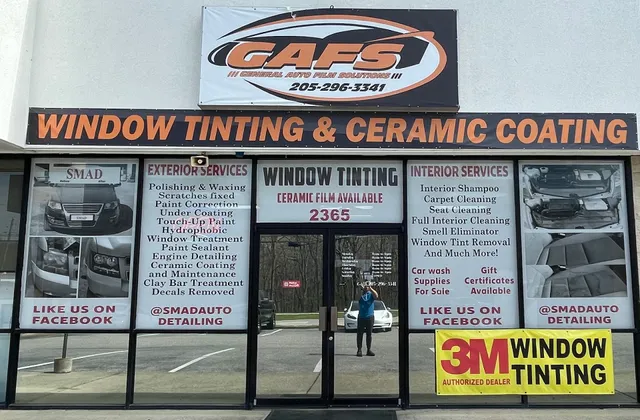 GAFS
/// GENERAL AUTO FILM SOLUTIONS ///
205-296-3341
WINDOW TINTING & CERAMIC COATING
SMAD
LIKE US ON
FACEBOOK
EXTERIOR SERVICES
Polishing & Waxing
Scratches fixed
Paint Correction
Under Coating
Touch-Up Paint
Hydrophobic
Window Treatment
Paint Sealant
Engine Detailing
Ceramic Coating
and Maintenance
Clay Bar Treatment
Decals Removed
@SMADAUTO
DETAILING
WINDOW TINTING
CERAMIC FILM AVAILABLE
2365
205-296-3341
INTERIOR SERVICES
Interior Shampoo
Carpet Cleaning
Seat Cleaning
Full Interior Cleaning
Smell Eliminator
Window Tint Removal
And Much More!
Car wash
Supplies
For Sale
Gift
Certificates
Available
LIKE US ON
FACEBOOK
@SMADAUTO
DETAILING
3M WINDOW
TINTING
AUTHORIZED DEALER